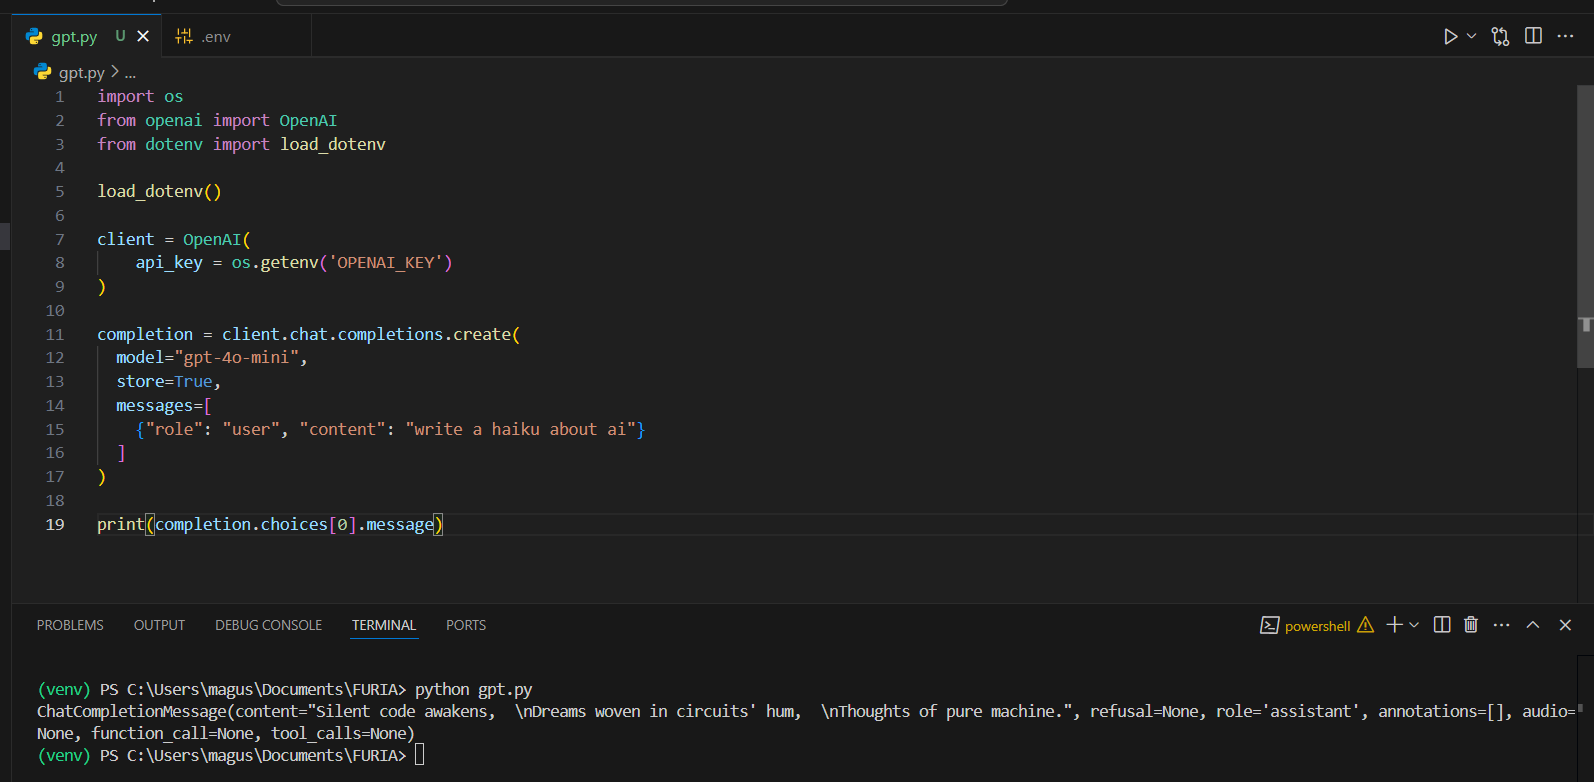 gpt.py U
.env
gpt.py > ...
1 import os
2 from openai import OpenAI
3 from dotenv import load_dotenv
4
5 load_dotenv()
6
7 client = OpenAI(
8     api_key = os.getenv('OPENAI_KEY')
9 )
10
11 completion = client.chat.completions.create(
12   model="gpt-4o-mini",
13   store=True,
14   messages=[
15     {"role": "user", "content": "write a haiku about ai"}
16   ]
17 )
18
19 print(completion.choices[0].message)
PROBLEMS OUTPUT DEBUG CONSOLE TERMINAL PORTS
powershell
(venv) PS C:\Users\magus\Documents\FURIA> python gpt.py
ChatCompletionMessage(content="Silent code awakens,  \nDreams woven in circuits' hum,  \nThoughts of pure machine.", refusal=None, role='assistant', annotations=[], audio=
None, function_call=None, tool_calls=None)
(venv) PS C:\Users\magus\Documents\FURIA>